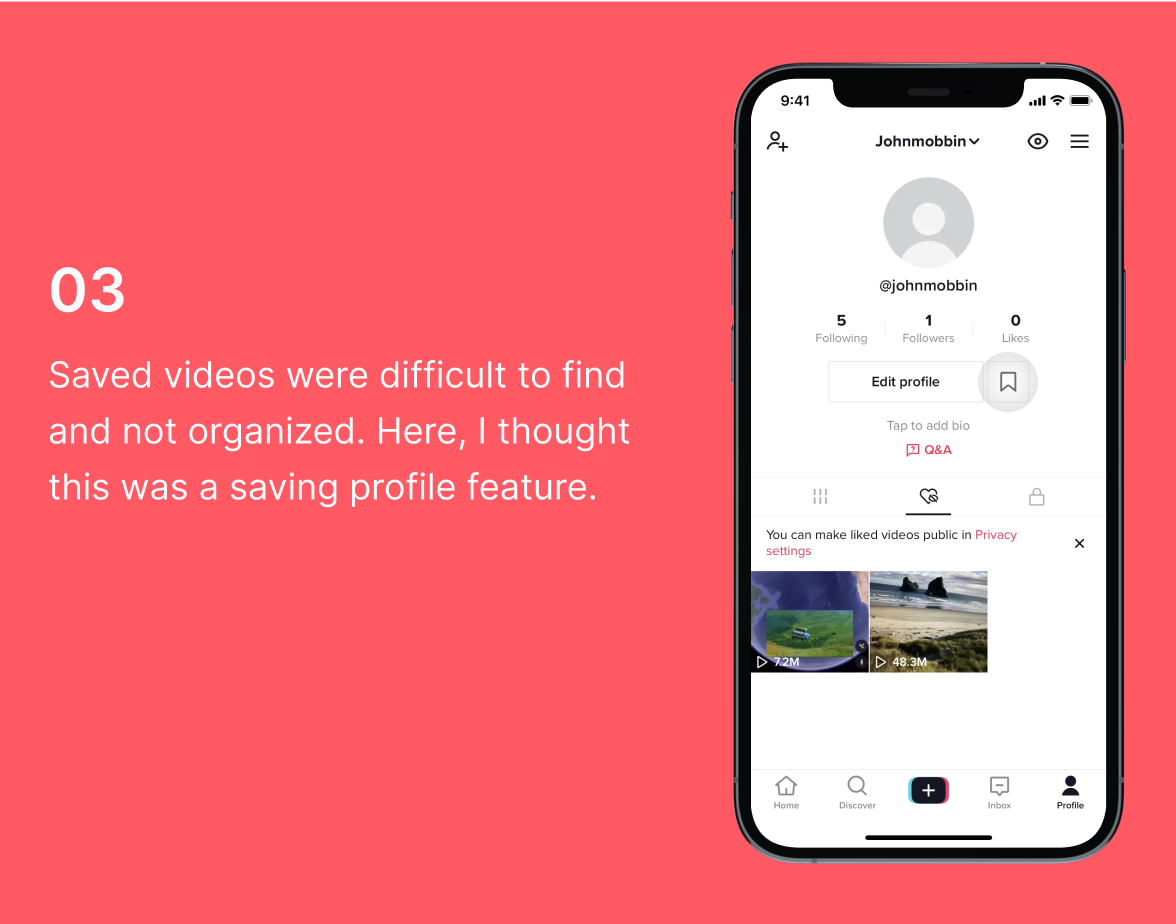 03
Saved videos were difficult to find
and not organized. Here, I thought
this was a saving profile feature.
9:41
Johnmobbin
@johnmobbin
5 1 0
Following Followers Likes
Edit profile
Tap to add bio
Q&A
You can make liked videos public in Privacy
settings
7.2M 48.3M
Home Discover Inbox Profile